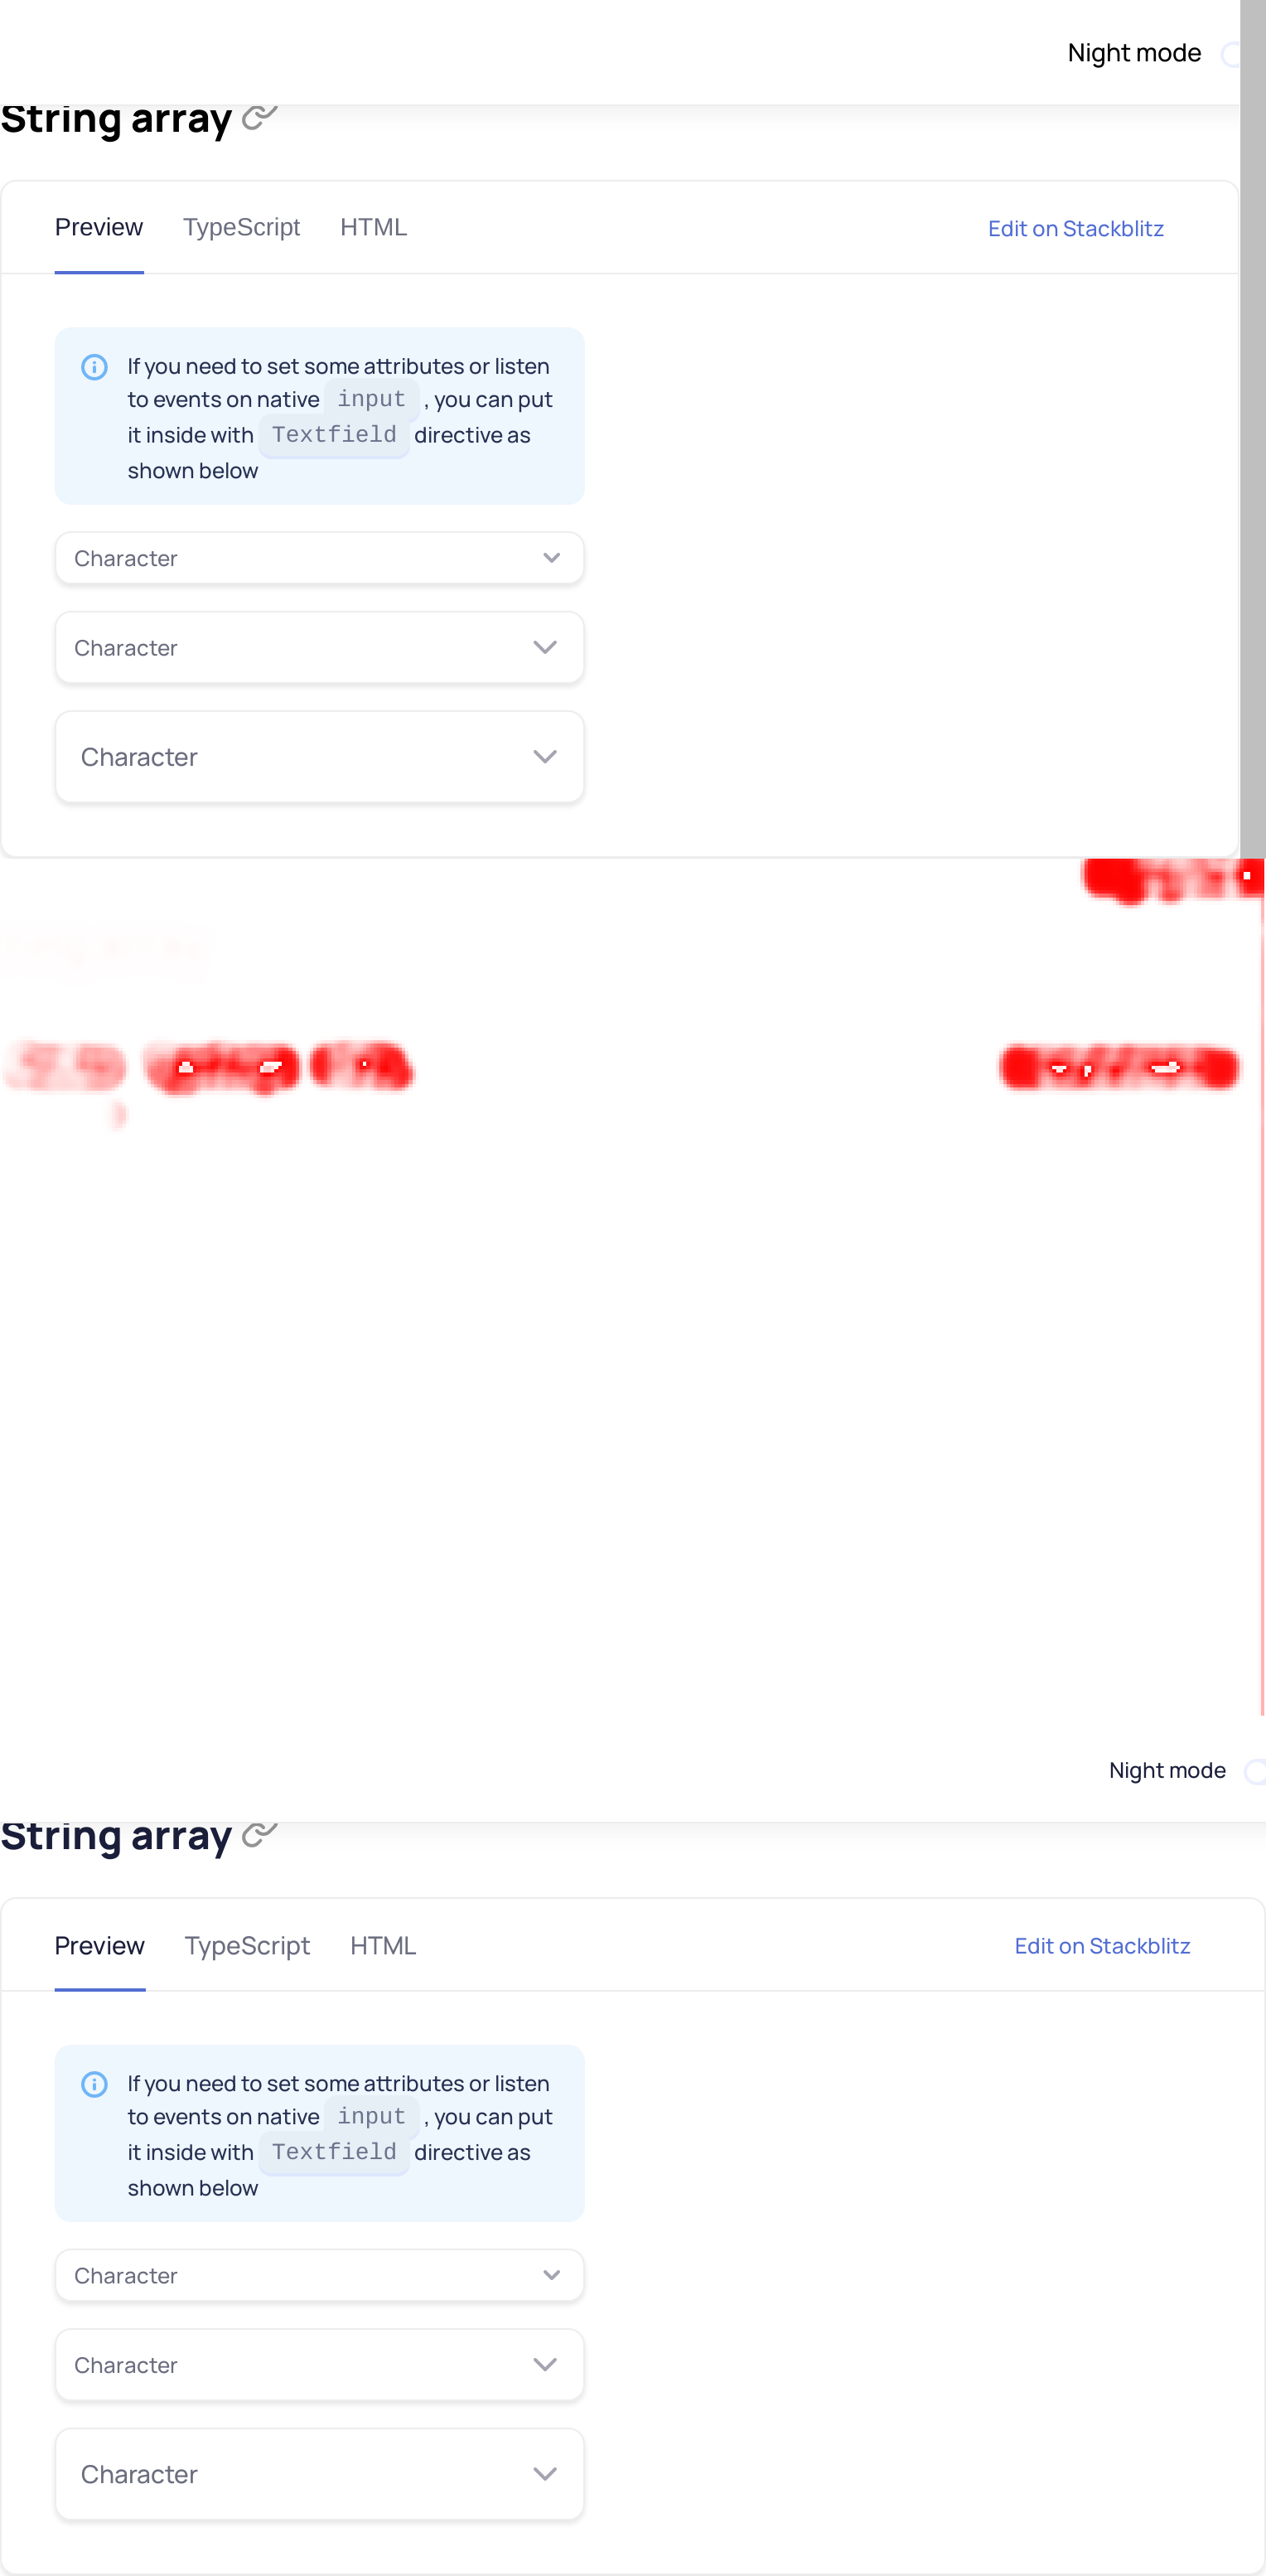 Night mode
String array
Preview TypeScript HTML Edit on Stackblitz
If you need to set some attributes or listen
to events on native input , you can put
it inside with Textfield directive as
shown below
Character
Character
Character
Night mode
String array
Preview TypeScript HTML Edit on Stackblitz
If you need to set some attributes or listen
to events on native input , you can put
it inside with Textfield directive as
shown below
Character
Character
Character